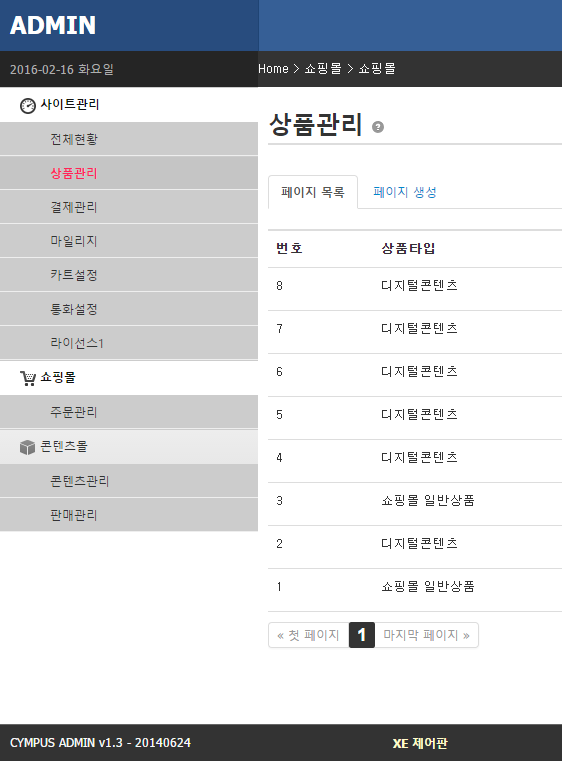 ADMIN
2016-02-16 화요일
Home > 쇼핑몰 > 쇼핑몰
사이트관리
전체현황
상품관리
결제관리
마일리지
카트설정
통화설정
라이선스1
쇼핑몰
주문관리
콘텐츠몰
콘텐츠관리
판매관리
상품관리 ?
페이지 목록 페이지 생성
번호 상품타입
8 디지털콘텐츠
7 디지털콘텐츠
6 디지털콘텐츠
5 디지털콘텐츠
4 디지털콘텐츠
3 쇼핑몰 일반상품
2 디지털콘텐츠
1 쇼핑몰 일반상품
« 첫 페이지 1 마지막 페이지 »
CYMPUS ADMIN v1.3 - 20140624 XE 제어판